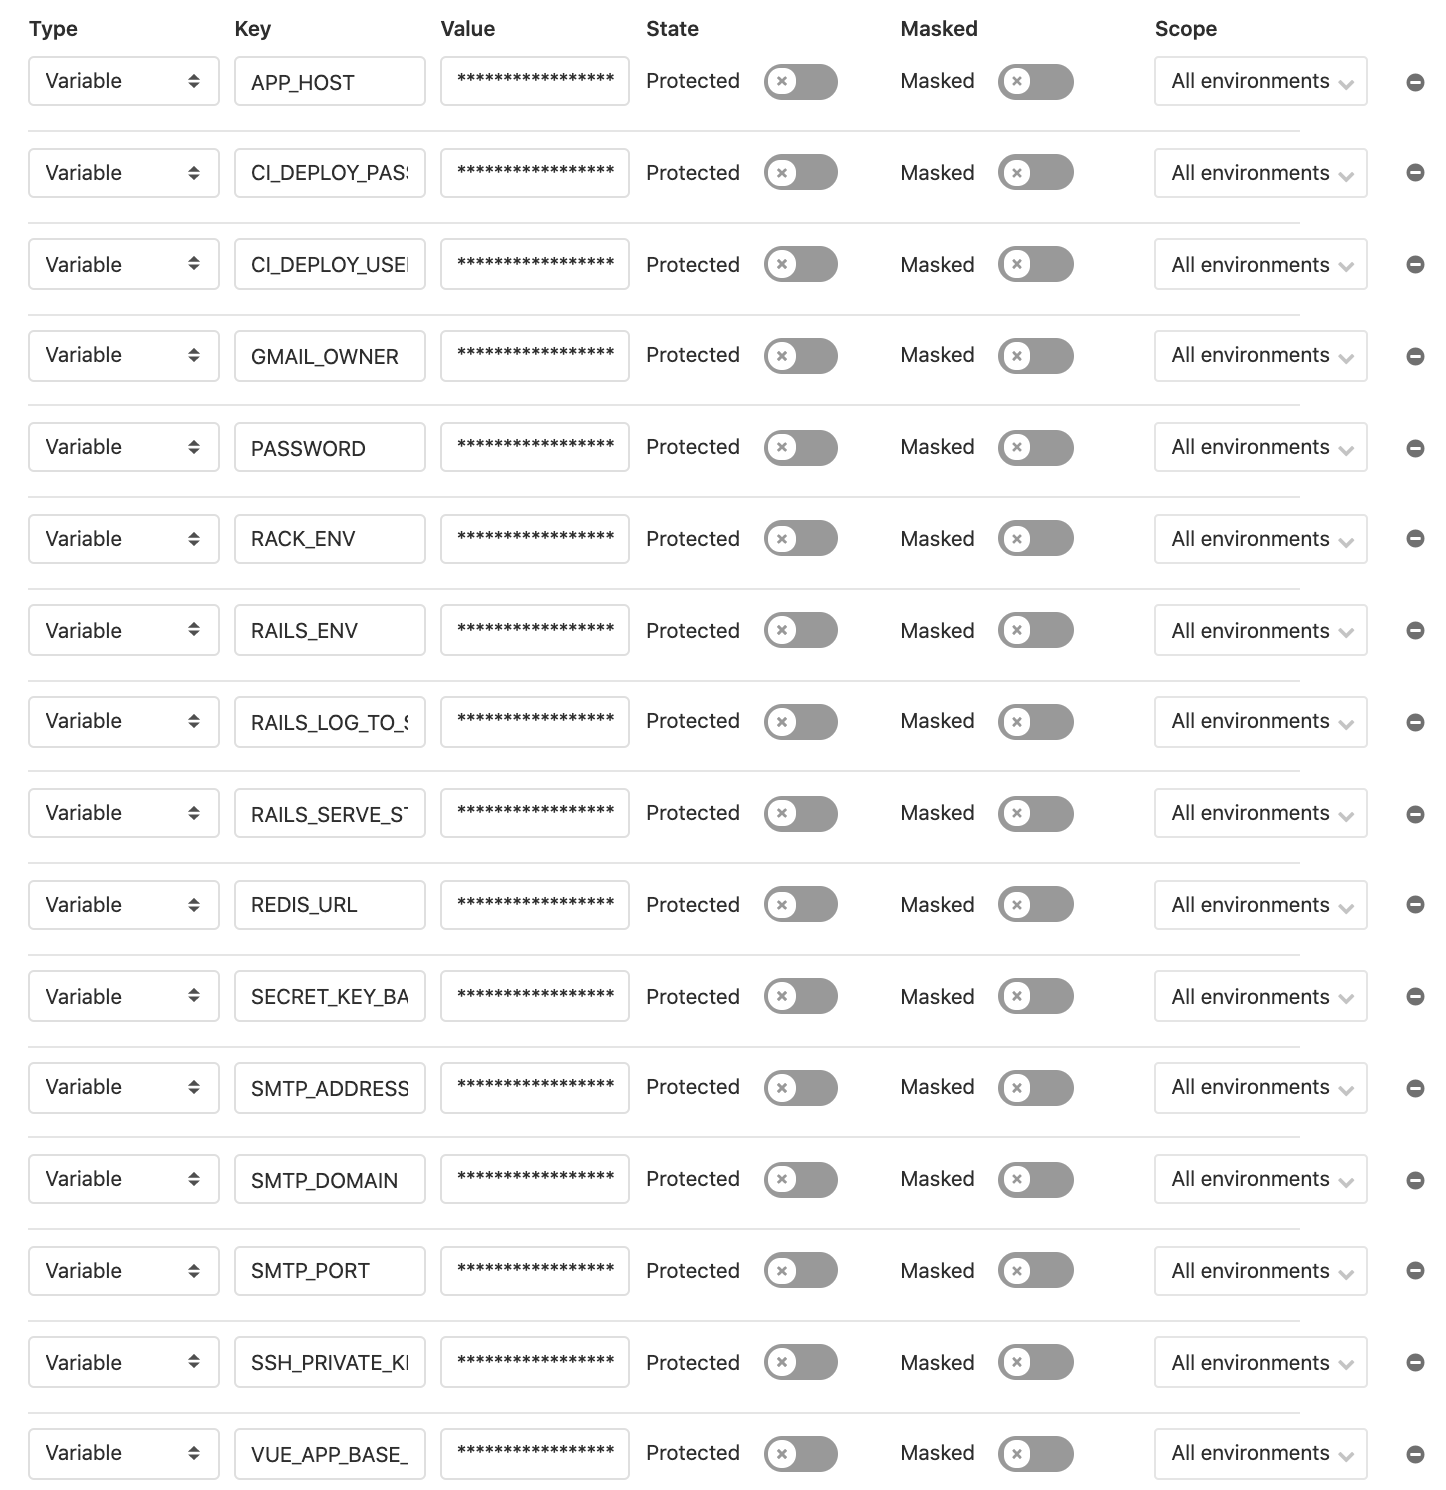 Type Key Value State Masked Scope
Variable APP_HOST ***************** Protected Masked All environments
Variable CI_DEPLOY_PAS ***************** Protected Masked All environments
Variable CI_DEPLOY_USE ***************** Protected Masked All environments
Variable GMAIL_OWNER ***************** Protected Masked All environments
Variable PASSWORD ***************** Protected Masked All environments
Variable RACK_ENV ***************** Protected Masked All environments
Variable RAILS_ENV ***************** Protected Masked All environments
Variable RAILS_LOG_TO_S ***************** Protected Masked All environments
Variable RAILS_SERVE_ST ***************** Protected Masked All environments
Variable REDIS_URL ***************** Protected Masked All environments
Variable SECRET_KEY_BA ***************** Protected Masked All environments
Variable SMTP_ADDRESS ***************** Protected Masked All environments
Variable SMTP_DOMAIN ***************** Protected Masked All environments
Variable SMTP_PORT ***************** Protected Masked All environments
Variable SSH_PRIVATE_K ***************** Protected Masked All environments
Variable VUE_APP_BASE_ ***************** Protected Masked All environments